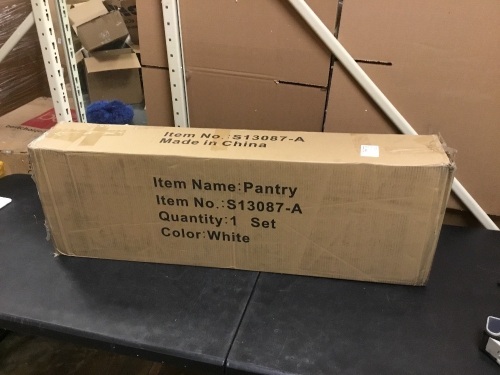 Item No.:S13087-A
Made in China
Item Name:Pantry
Item No.:S13087-A
Quantity:1 Set
Color:White